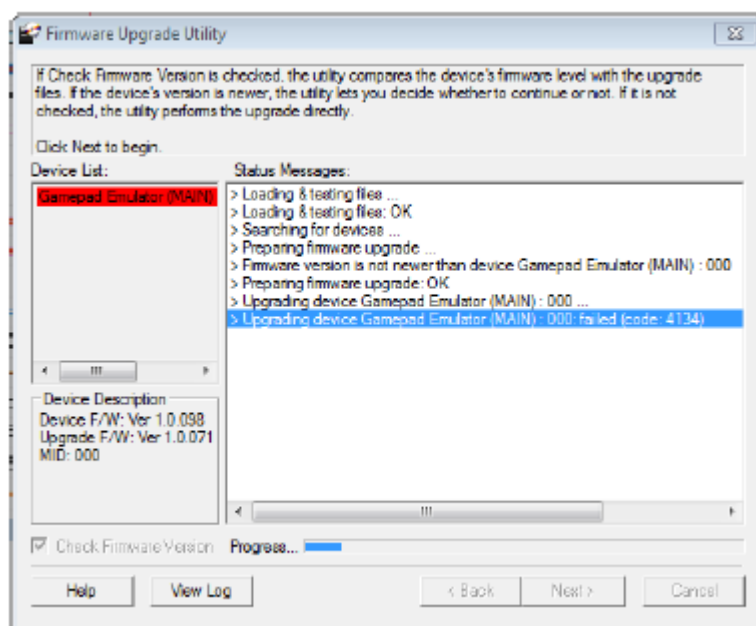 Firmware Upgrade Utility
If Check Firmware Version is checked, the utility compares the device's firmware level with the upgrade
files. If the device's version is newer, the utility lets you decide whether to continue or not. If it is not
checked, the utility performs the upgrade directly.
Click Next to begin.
Device List:
Gamepad Emulator (MAIN)
Status Messages:
> Loading & testing files ...
> Loading & testing files: OK
> Searching for devices ...
> Preparing firmware upgrade ...
> Firmware version is not newer than device Gamepad Emulator (MAIN) : 000
> Preparing firmware upgrade: OK
> Upgrading device Gamepad Emulator (MAIN) : 000 ...
> Upgrading device Gamepad Emulator (MAIN) : 000: failed (code: 4134)
Device Description
Device F/W: Ver 1.0.098
Upgrade F/W: Ver 1.0.071
MID: 000
Check Firmware Version
Progress...
Help
View Log
< Back
Next >
Cancel